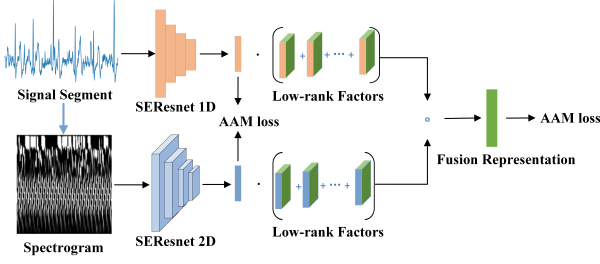 Signal Segment
SEResnet 1D
Low-rank Factors
AAM loss
AAM loss
Fusion Representation
Spectrogram
SEResnet 2D
Low-rank Factors